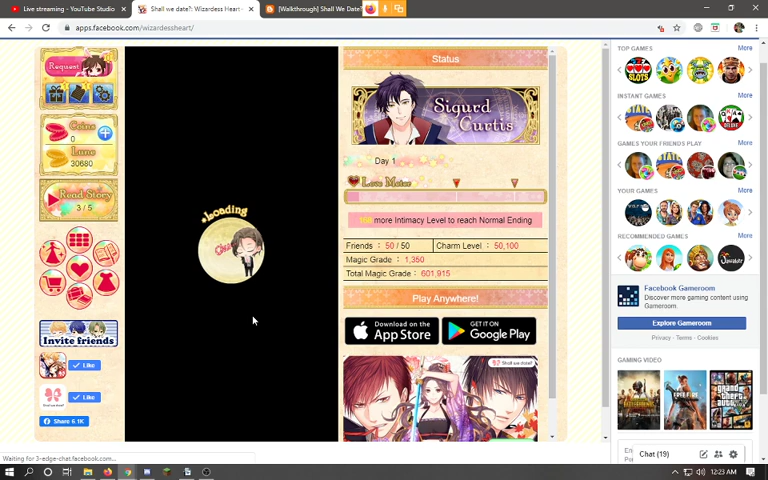 Live streaming - YouTube Studio
Shall we date?: Wizardess Heart -
[Walkthrough] Shall We Date?
apps.facebook.com/wizardessheart/
Request
Coins
0
Lune
30680
Read Story
3 / 5
Invite friends
Like
Like
Share 6.1K
Loading
Status
Sigurd
Curtis
Day 1
Love Meter
more Intimacy Level to reach Normal Ending
Friends : 50 / 50
Charm Level : 50,100
Magic Grade : 1,350
Total Magic Grade : 601,915
Play Anywhere!
Download on the
App Store
GET IT ON
Google Play
Shall we date?
TOP GAMES
More
INSTANT GAMES
More
GAMES YOUR FRIENDS PLAY
More
YOUR GAMES
More
RECOMMENDED GAMES
More
Facebook Gameroom
Discover more gaming content using
Gameroom.
Explore Gameroom
Privacy · Terms · Cookies
GAMING VIDEO
Chat (19)
Waiting for 3-edge-chat.facebook.com...
12:23 AM